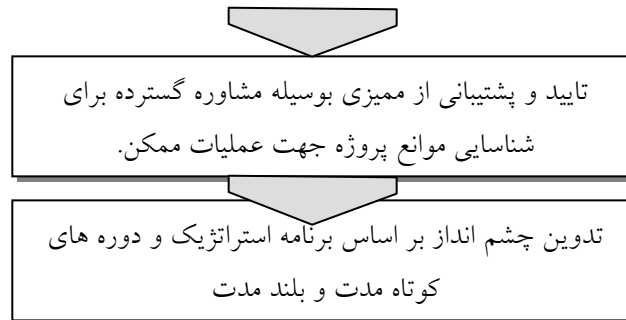 تایید و پشتیبانی از ممیزی بوسیله مشاوره گسترده برای
شناسایی موانع پروژه جهت عملیات ممکن.
تدوین چشم انداز بر اساس برنامه استراتژیک و دوره های
کوتاه مدت و بلند مدت